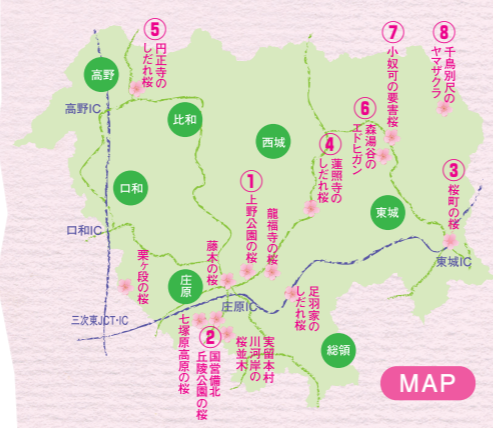 ⑤
円正寺の
しだれ桜
⑦
小奴可の要害桜
⑧
千鳥別尺の
ヤマザクラ
高野
高野IC
比和
西城
⑥
森湯谷の
エドヒガン
④
蓮照寺の
しだれ桜
③
桜町の桜
口和
①
上野公園の桜
龍福寺の桜
東城
口和IC
東城IC
藤木の桜
栗ヶ段の桜
庄原
足羽家の
しだれ桜
庄原IC
三次東JCT・IC
七塚原高原の桜
②
国営備北
丘陵公園の桜
実留本村
川河岸の
桜並木
総領
MAP